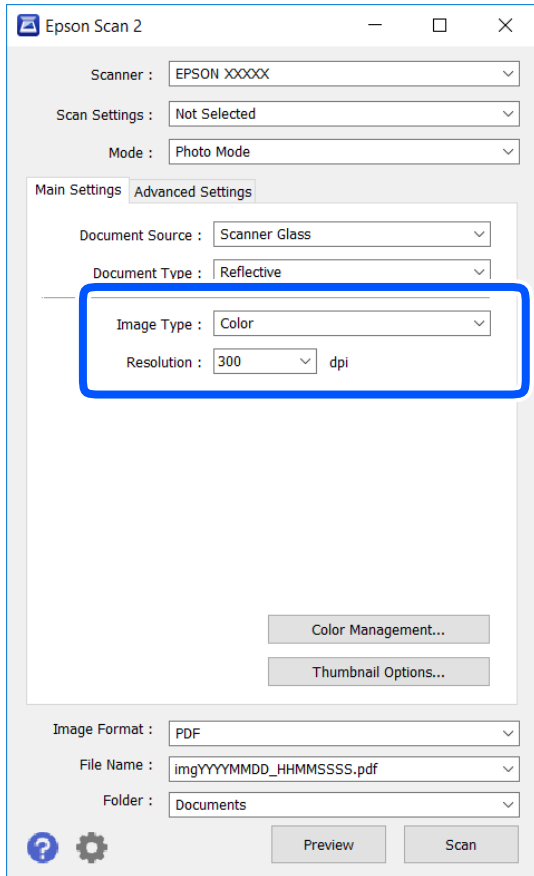 Epson Scan 2
Scanner : EPSON XXXXX
Scan Settings : Not Selected
Mode : Photo Mode
Main Settings Advanced Settings
Document Source : Scanner Glass
Document Type : Reflective
Image Type : Color
Resolution : 300 dpi
Color Management...
Thumbnail Options...
Image Format : PDF
File Name : imgYYYYMMDD_HHMMSSSS.pdf
Folder : Documents
? Preview Scan